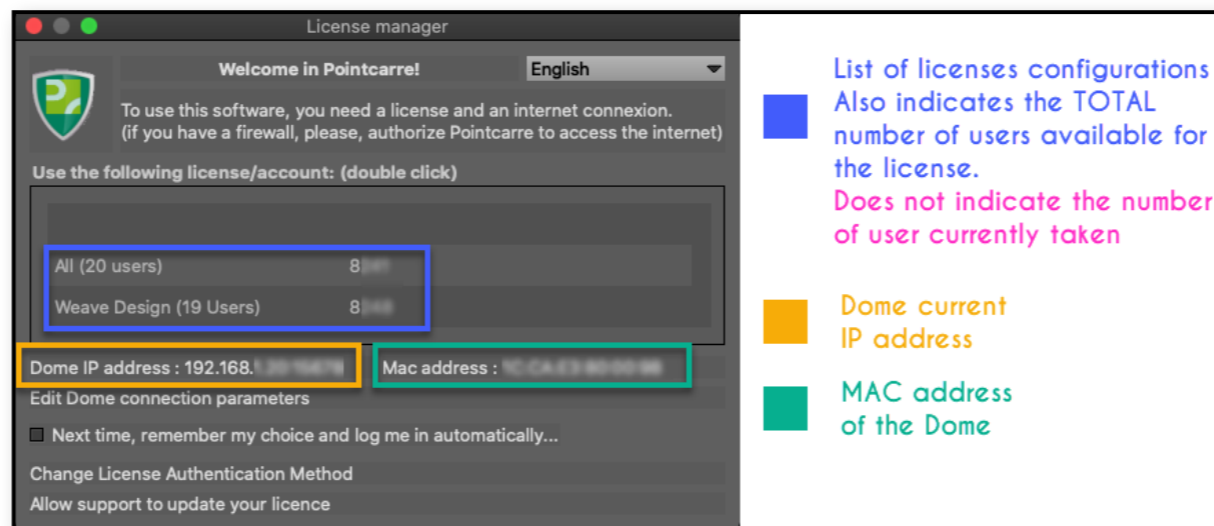 License manager
Welcome in Pointcarre!
English
To use this software, you need a license and an internet connexion.
(if you have a firewall, please, authorize Pointcarre to access the internet)
Use the following license/account: (double click)
All (20 users) 8
Weave Design (19 Users) 8
Dome IP address : 192.168.
Mac address :
Edit Dome connection parameters
Next time, remember my choice and log me in automatically...
Change License Authentication Method
Allow support to update your licence
List of licenses configurations
Also indicates the TOTAL
number of users available for
the license.
Does not indicate the number
of user currently taken
Dome current
IP address
MAC address
of the Dome